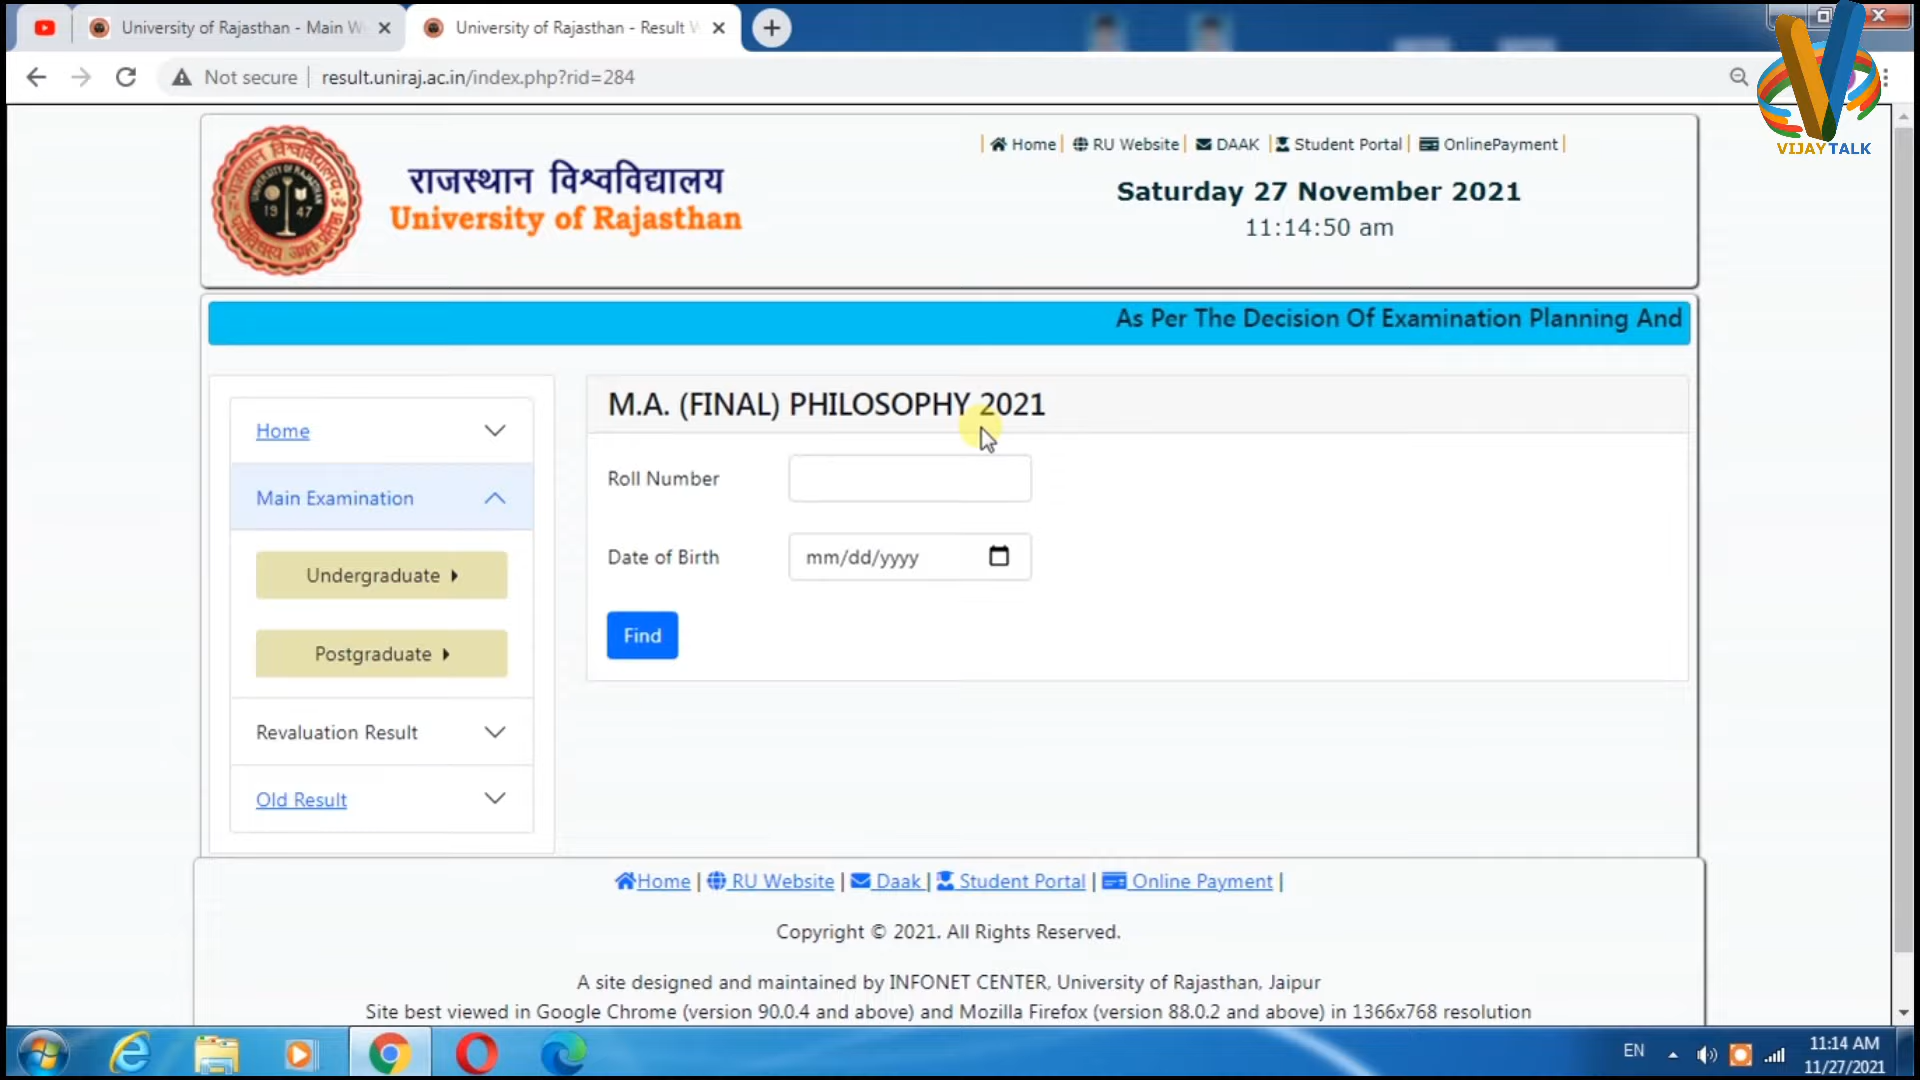 University of Rajasthan - Main W
University of Rajasthan - Result W
Not secure
result.uniraj.ac.in/index.php?rid=284
VIJAY TALK
राजस्थान विश्वविद्यालय
University of Rajasthan
1947
| Home | RU Website | DAAK | Student Portal | OnlinePayment |
Saturday 27 November 2021
11:14:50 am
As Per The Decision Of Examination Planning And
Home
Main Examination
Undergraduate
Postgraduate
Revaluation Result
Old Result
M.A. (FINAL) PHILOSOPHY 2021
Roll Number
Date of Birth
mm/dd/yyyy
Find
Home | RU Website | Daak | Student Portal | Online Payment |
Copyright © 2021. All Rights Reserved.
A site designed and maintained by INFONET CENTER, University of Rajasthan, Jaipur
Site best viewed in Google Chrome (version 90.0.4 and above) and Mozilla Firefox (version 88.0.2 and above) in 1366x768 resolution
EN
11:14 AM
11/27/2021